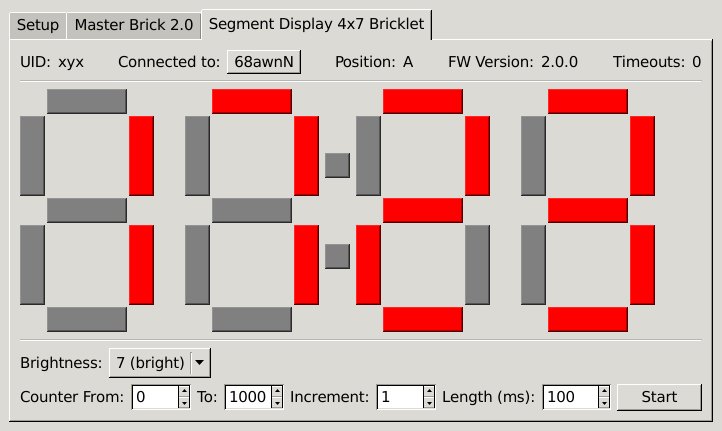 Setup Master Brick 2.0 Segment Display 4x7 Bricklet
UID: xyx Connected to: 68awnN Position: A FW Version: 2.0.0 Timeouts: 0
1723
Brightness: 7 (bright)
Counter From: 0 To: 1000 Increment: 1 Length (ms): 100 Start